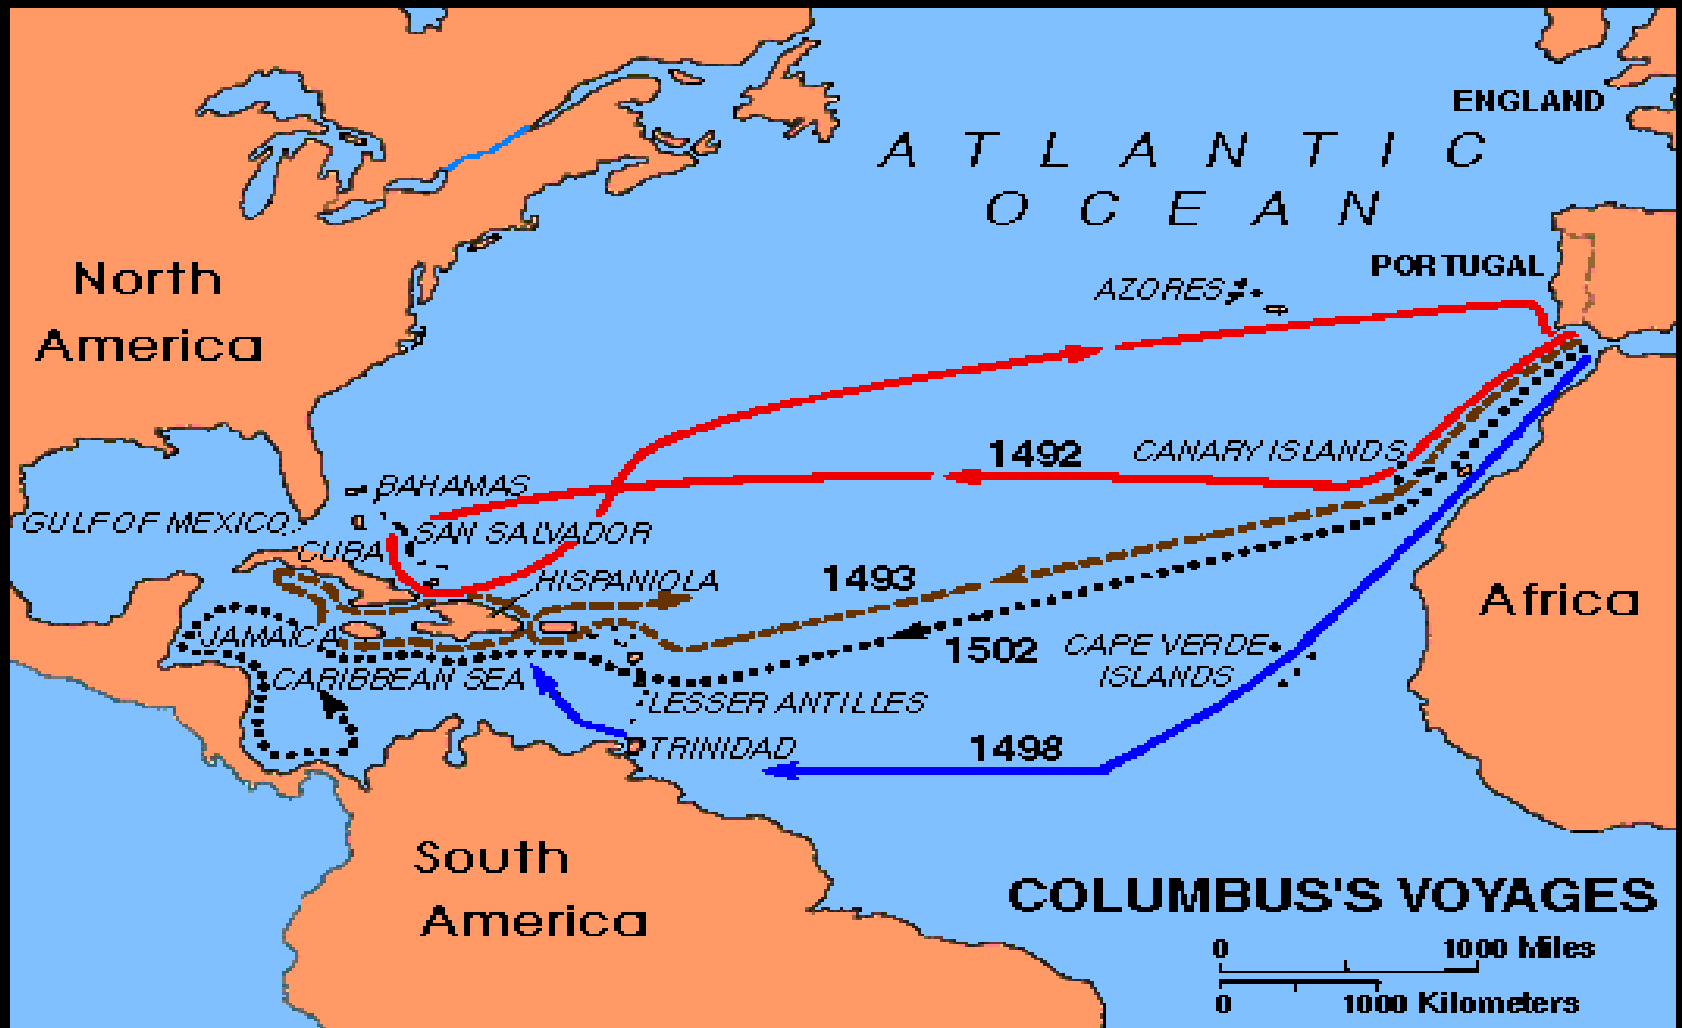 ENGLAND
ATLANTIC
OCEAN
North
America
PORTUGAL
AZORES
1492
CANARY ISLANDS
BAHAMAS
GULF OF MEXICO
SAN SALVADOR
CUBA
HISPANIOLA
1493
Africa
JAMAICA
1502
CAPE VERDE
ISLANDS
CARIBBEAN SEA
LESSER ANTILLES
TRINIDAD
1498
South
America
COLUMBUS'S VOYAGES
0 1000 Miles
0 1000 Kilometers